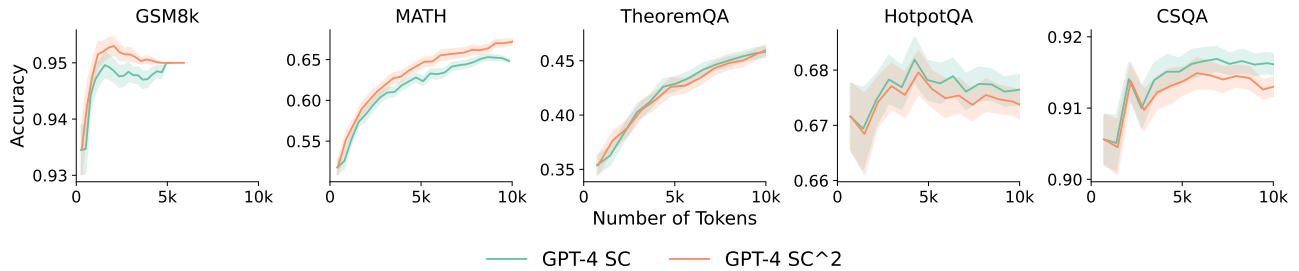 GSM8k
MATH
TheoremQA
HotpotQA
CSQA
Accuracy
0.95
0.94
0.93
0
5k
10k
0.65
0.60
0.55
0
5k
10k
0.45
0.40
0.35
0
5k
10k
0.68
0.67
0.66
0
5k
10k
0.92
0.91
0.90
0
5k
10k
Number of Tokens
GPT-4 SC
GPT-4 SC^2